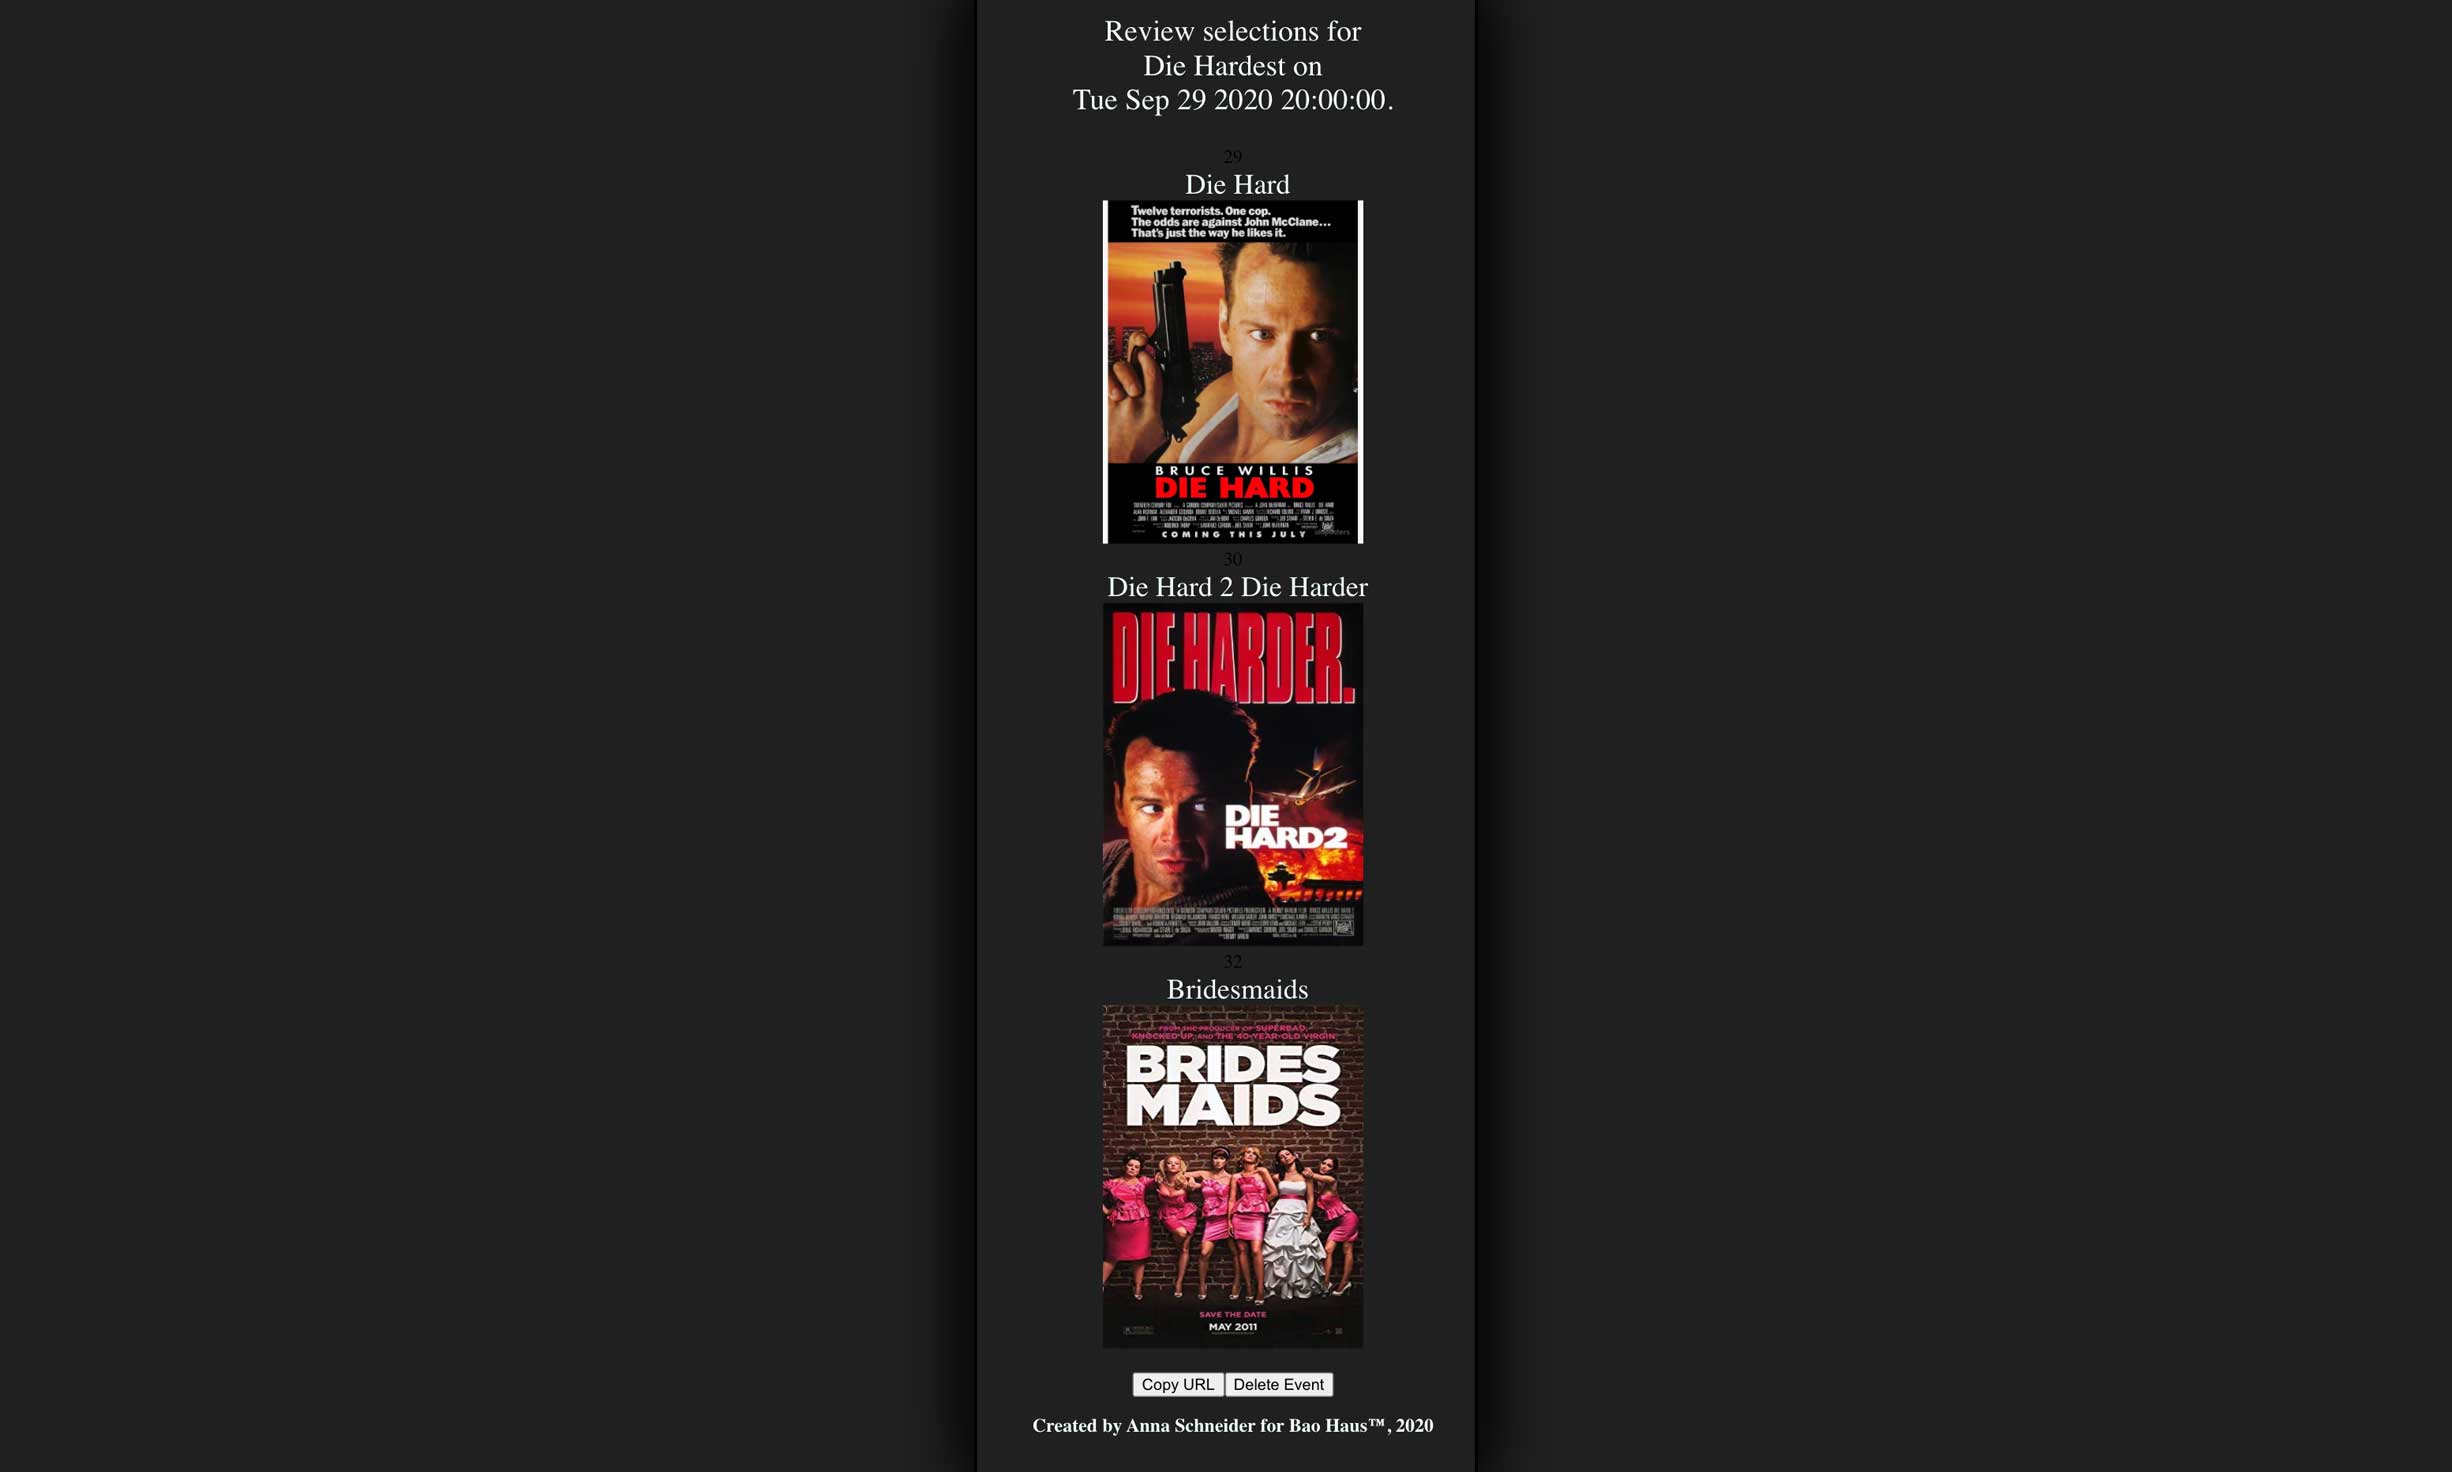 Review selections for
Die Hardest on
Tue Sep 29 2020 20:00:00.
29
Die Hard
Twelve terrorists. One cop.
The odds are against John McClane...
That's just the way he likes it.
BRUCE WILLIS
DIE HARD
COMING THIS JULY
30
Die Hard 2 Die Harder
DIE HARDER.
DIE
HARD2
32
Bridesmaids
FROM THE PRODUCER OF SUPERBAD,
KNOCKED UP, AND THE 40-YEAR-OLD VIRGIN
BRIDES
MAIDS
SAVE THE DATE
MAY 2011
Copy URL Delete Event
Created by Anna Schneider for Bao Haus™, 2020